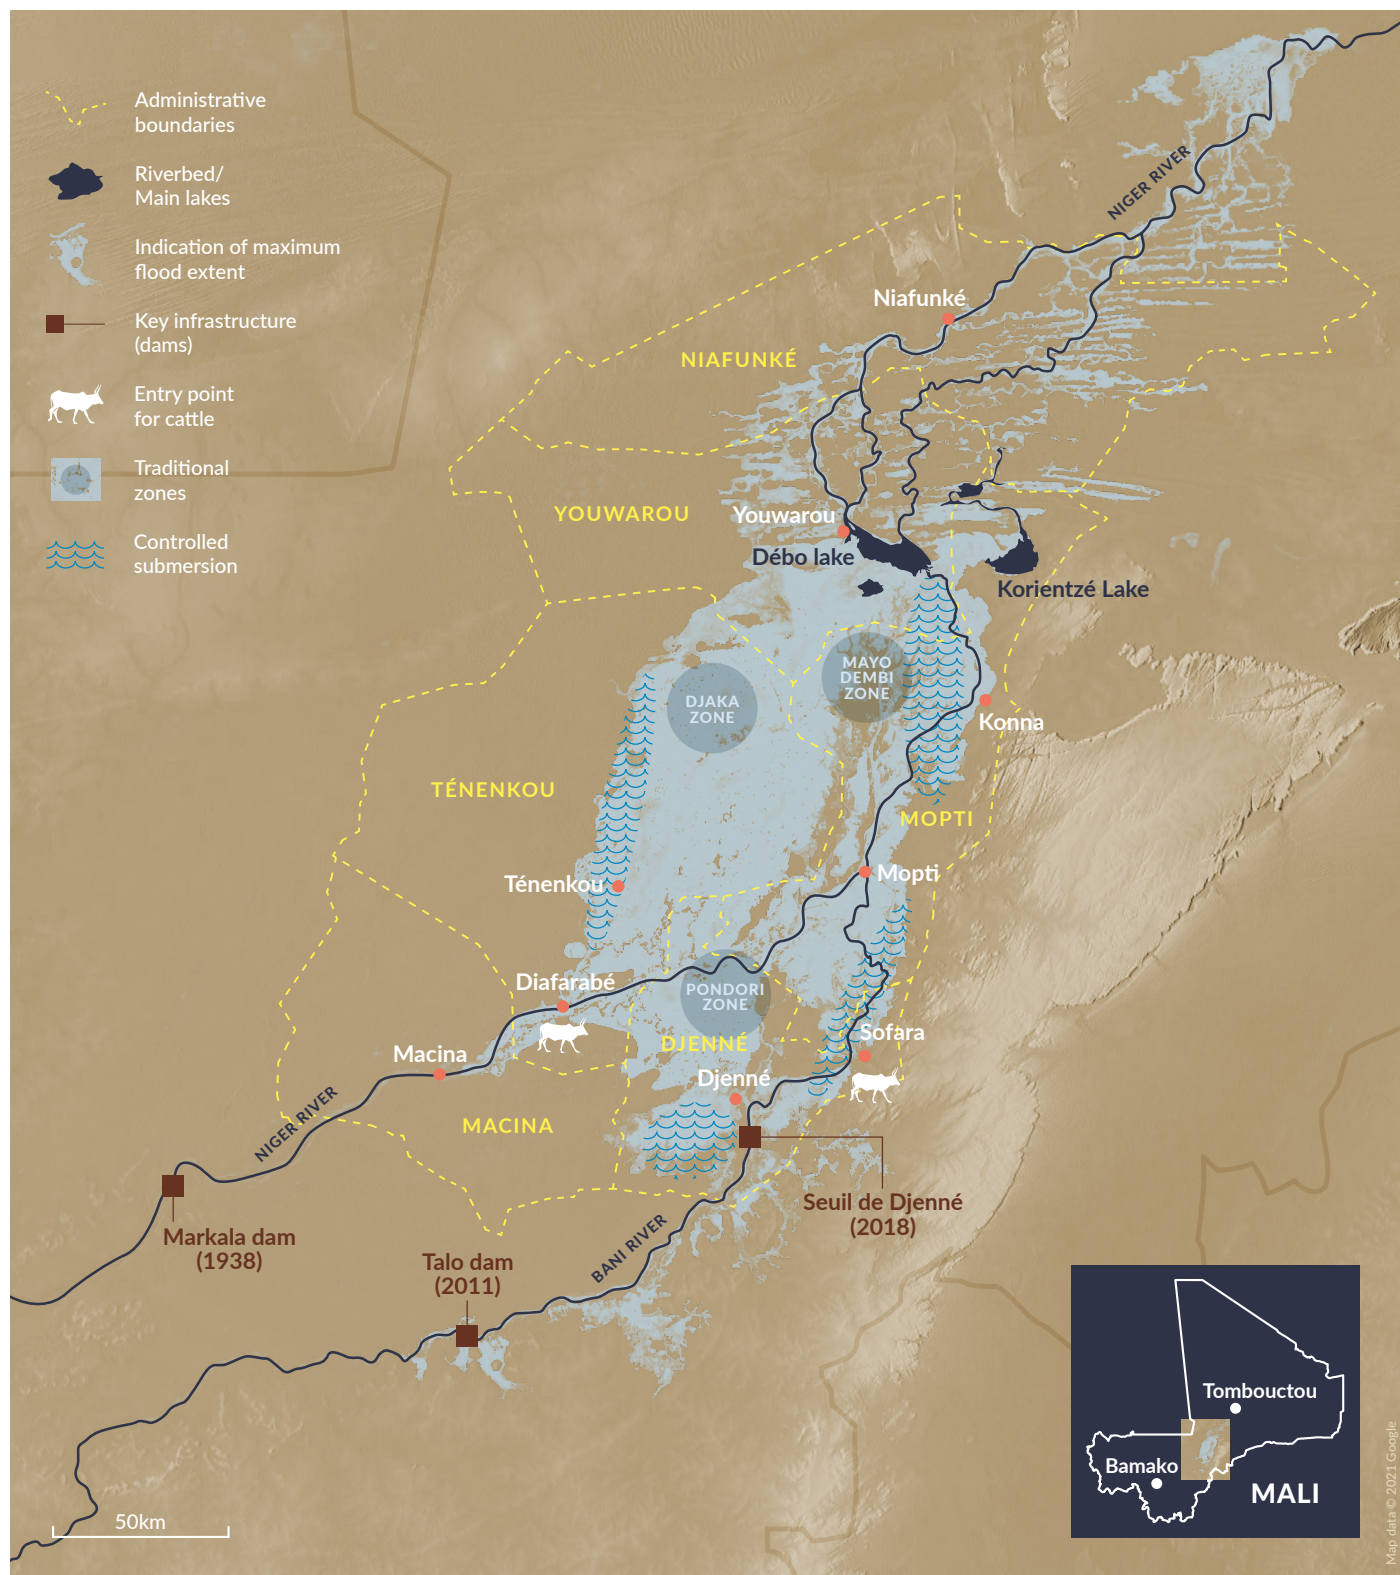 Administrative
boundaries
Riverbed/
Main lakes
Indication of maximum
flood extent
Key infrastructure
(dams)
Entry point
for cattle
Traditional
zones
Controlled
submersion
NIGER RIVER
Niafunké
NIAFUNKÉ
YOUWAROU
Youwarou
Débo lake
Korientzé Lake
MAYO
DEMBI
ZONE
DJAKA
ZONE
Konna
TÉNENKOU
MOPTI
Mopti
Ténenkou
Diafarabé
PONDORI
ZONE
Sofara
DJENNÉ
Macina
Djenné
NIGER RIVER
MACINA
Seuil de Djenné
(2018)
Markala dam
(1938)
BANI RIVER
Talo dam
(2011)
Tombouctou
Bamako
MALI
50km
Map data © 2021 Google